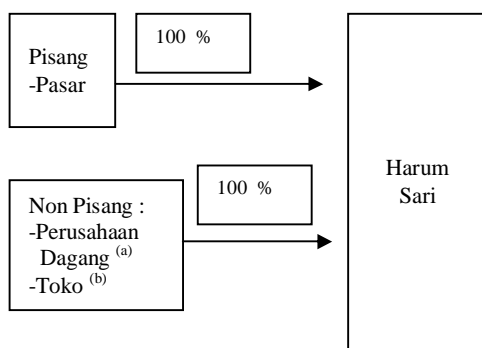 100 %
Pisang
-Pasar
100 %
Non Pisang :
-Perusahaan
Dagang (a)
-Toko (b)
Harum
Sari